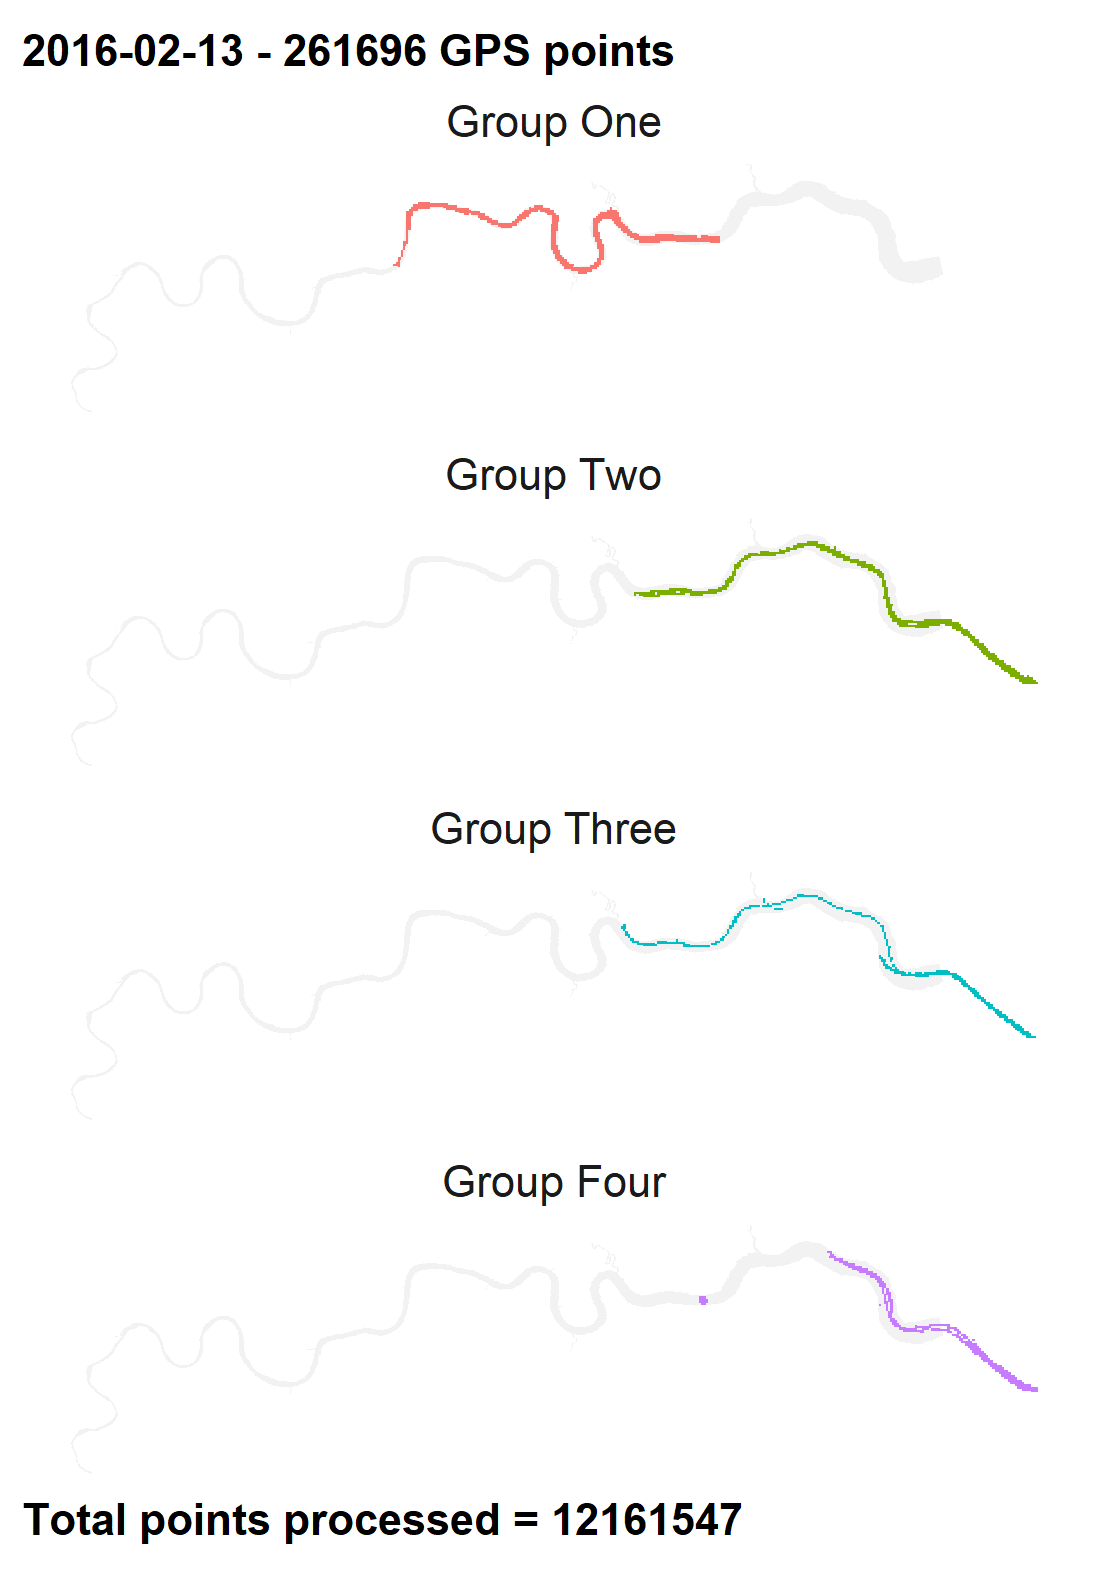 2016-02-13 - 261696 GPS points
Group One
Group Two
Group Three
Group Four
Total points processed = 12161547